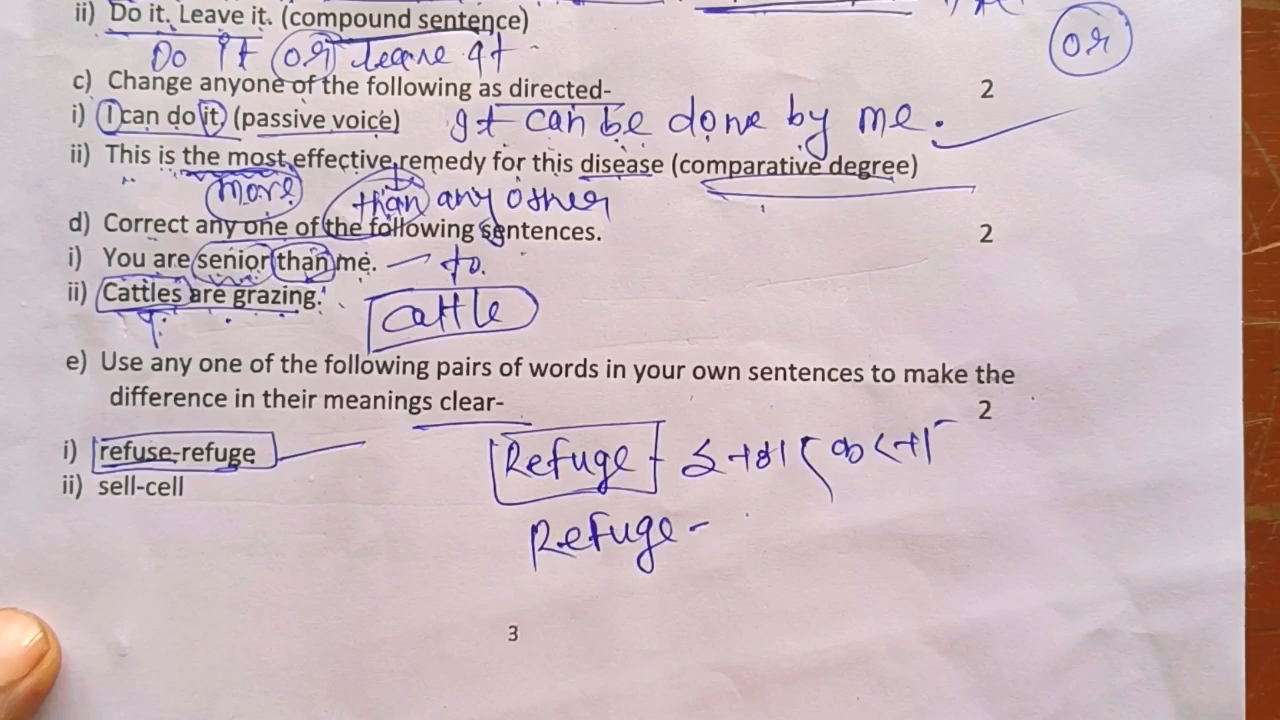 ii) Do it. Leave it. (compound sentence)
Do it or leave it
or
c) Change anyone of the following as directed-
2
i) I can do it (passive voice) It can be done by me.
ii) This is the most effective remedy for this disease (comparative degree)
more than any other
d) Correct any one of the following sentences.
2
i) You are senior than me. — to.
ii) Cattles are grazing. Cattle
e) Use any one of the following pairs of words in your own sentences to make the
difference in their meanings clear-
2
i) refuse-refuge Refuge -
ii) sell-cell
Refuge -
3